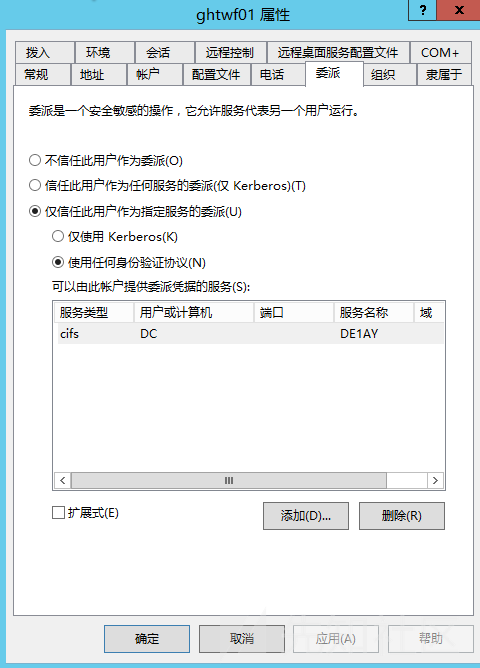 ghtwf01 属性
? x
拨入 环境 会话 远程控制 远程桌面服务配置文件 COM+
常规 地址 帐户 配置文件 电话 委派 组织 隶属于
委派是一个安全敏感的操作，它允许服务代表另一个用户运行。
不信任此用户作为委派(O)
信任此用户作为任何服务的委派(仅 Kerberos)(T)
仅信任此用户作为指定服务的委派(U)
仅使用 Kerberos(K)
使用任何身份验证协议(N)
可以由此帐户提供委派凭据的服务(S):
服务类型 用户或计算机 端口 服务名称 域
cifs DC DE1AY
扩展式(E) 添加(D)... 删除(R)
确定 取消 应用(A) 帮助